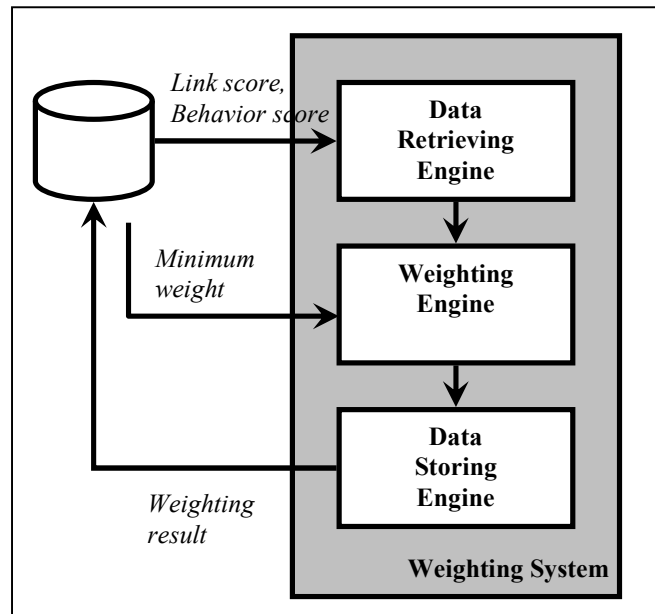 Link score,
Behavior score
Data
Retrieving
Engine
Minimum
weight
Weighting
Engine
Data
Storing
Engine
Weighting
result
Weighting System